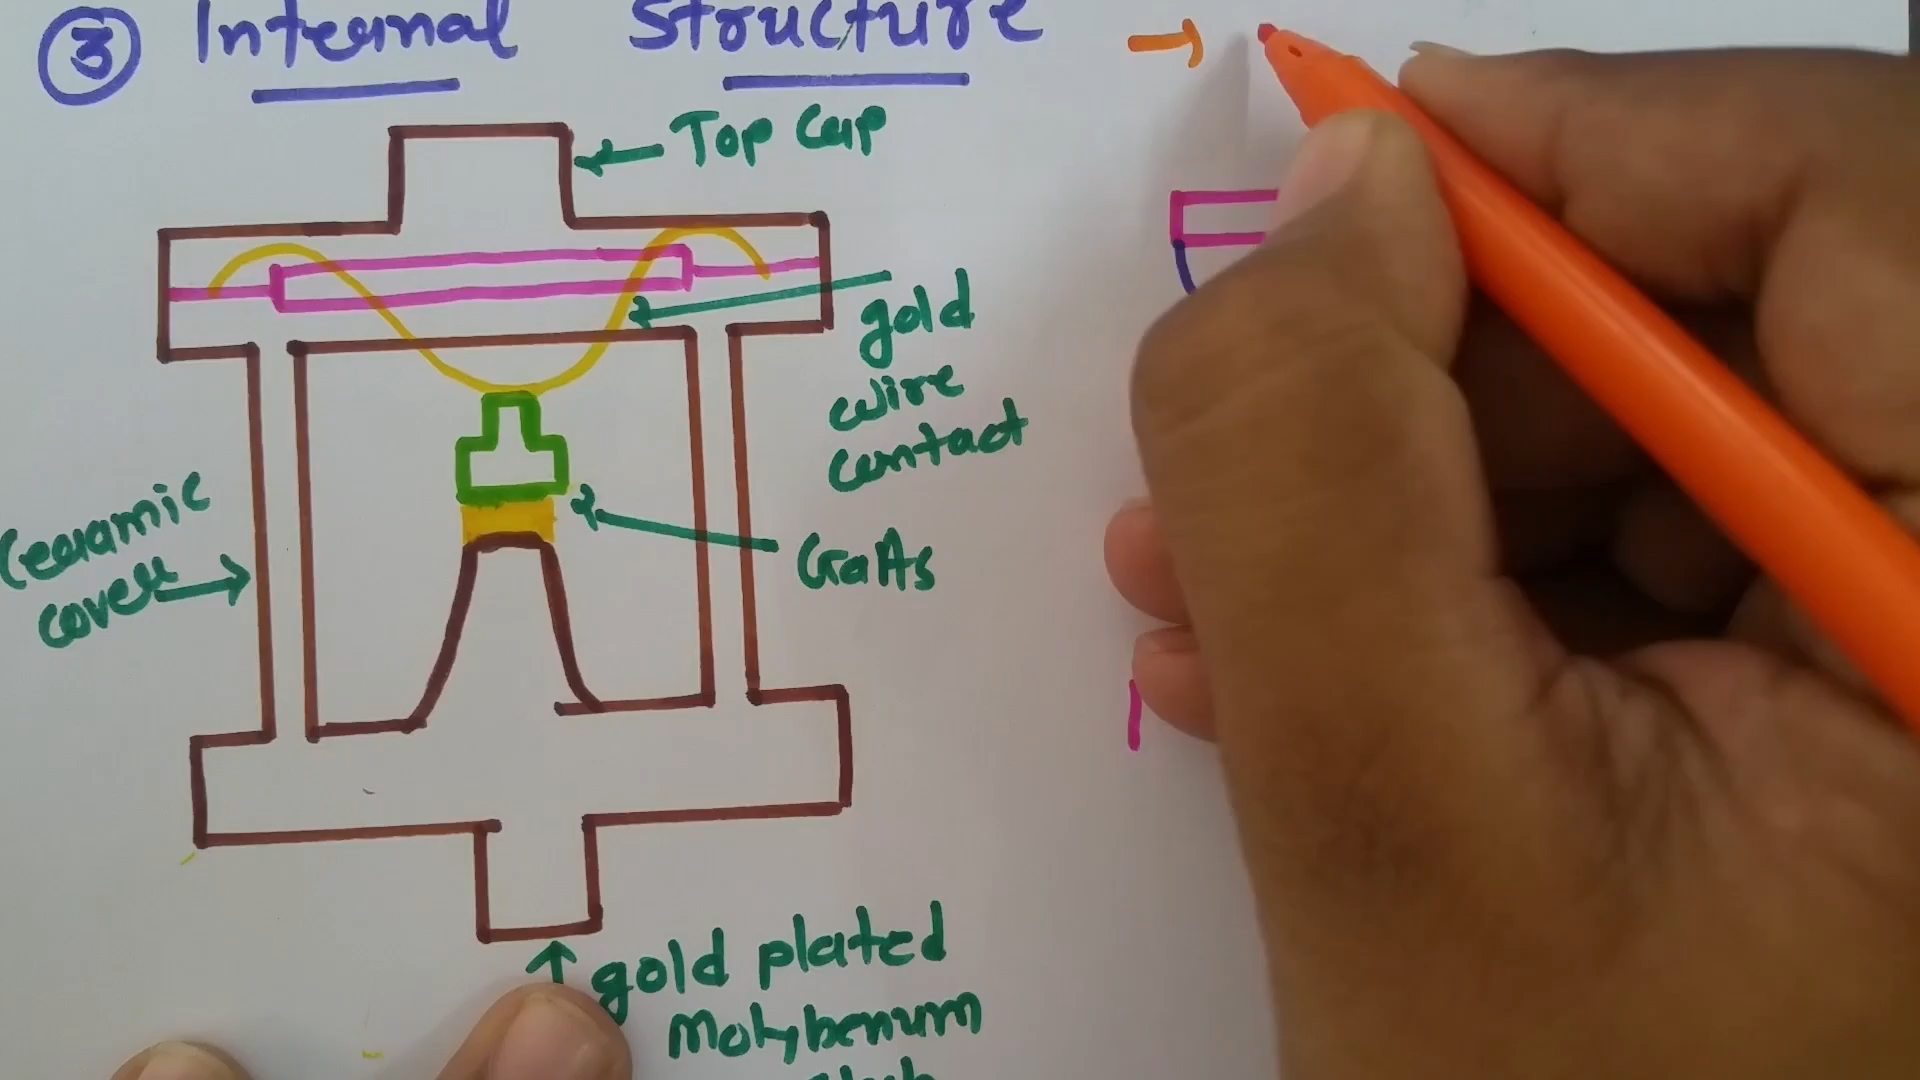 ③ Internal Structure
Top Cap
gold
wire
contact
Ceramic
cover
GaAs
gold plated
Molybenum